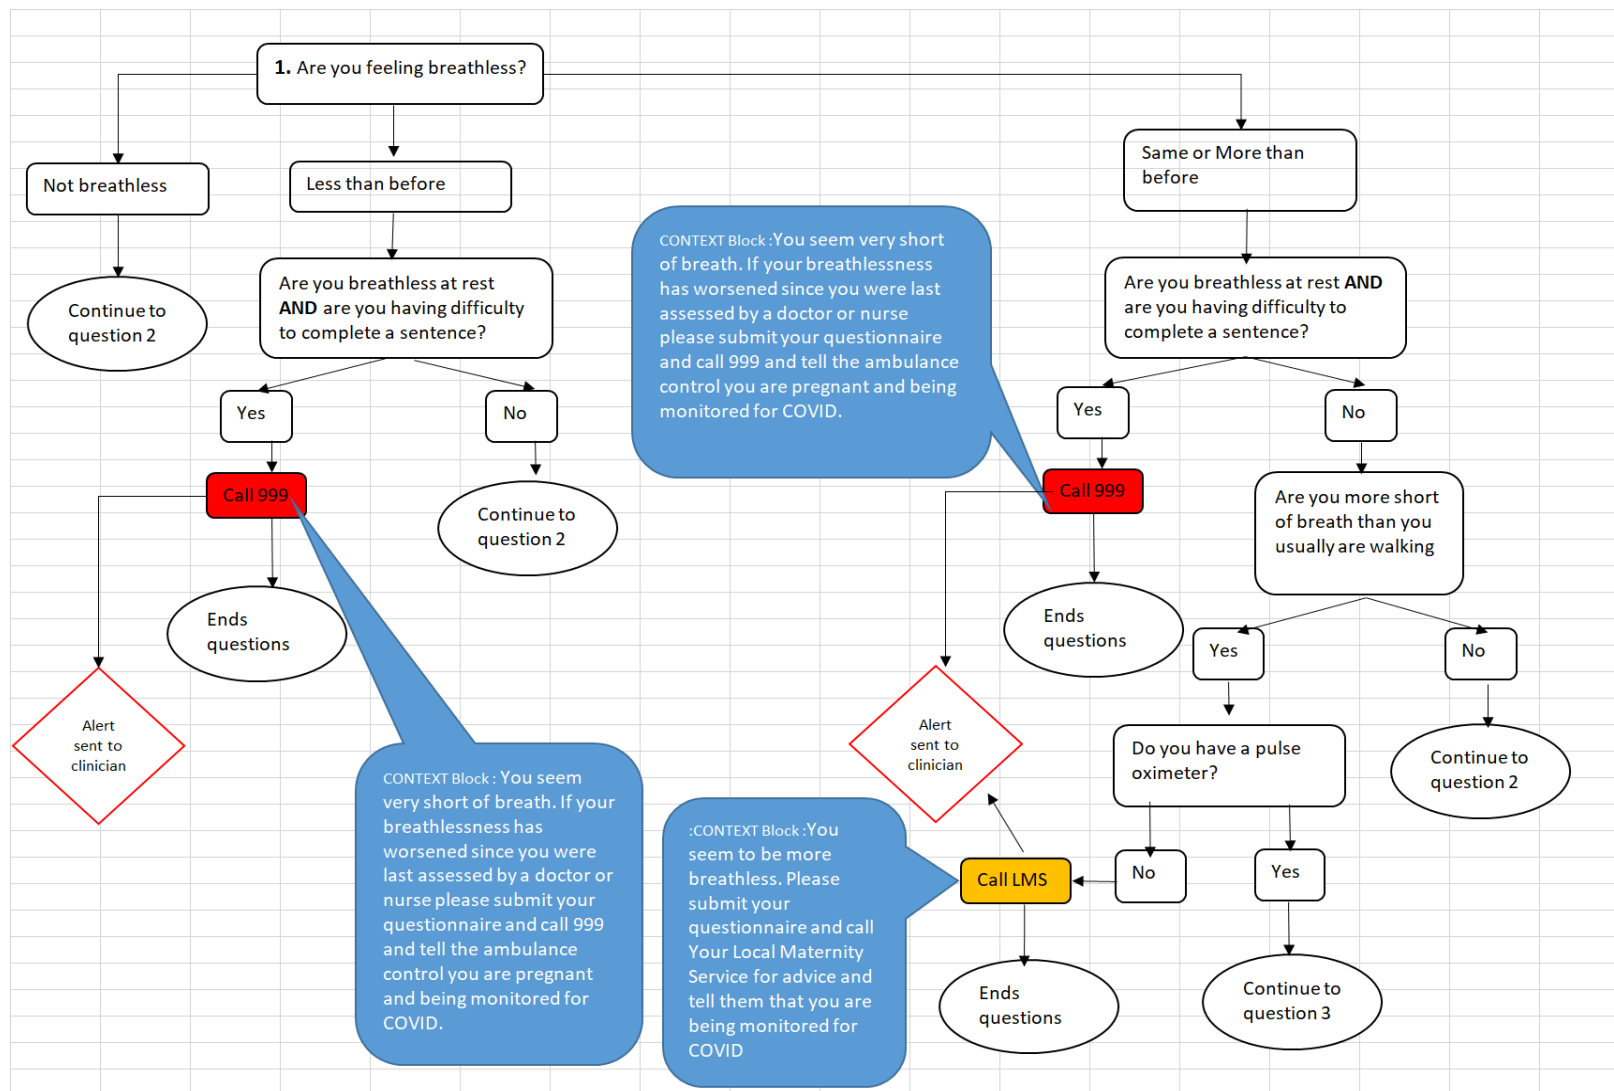 1. Are you feeling breathless?
Not breathless
Less than before
Same or More than
before
Continue to
question 2
Are you breathless at rest
AND are you having difficulty
to complete a sentence?
Yes
No
Call 999
Continue to
question 2
Ends
questions
Alert
sent to
clinician
CONTEXT Block : You seem
very short of breath. If your
breathlessness has
worsened since you were
last assessed by a doctor or
nurse please submit your
questionnaire and call 999
and tell the ambulance
control you are pregnant
and being monitored for
COVID.
CONTEXT Block :You seem very short
of breath. If your breathlessness
has worsened since you were last
assessed by a doctor or nurse
please submit your questionnaire
and call 999 and tell the ambulance
control you are pregnant and being
monitored for COVID.
Are you breathless at rest AND
are you having difficulty to
complete a sentence?
Yes
No
Call 999
Are you more short
of breath than you
usually are walking
Ends
questions
Yes
No
Alert
sent to
clinician
Do you have a pulse
oximeter?
Continue to
question 2
:CONTEXT Block :You
seem to be more
breathless. Please
submit your
questionnaire and call
Your Local Maternity
Service for advice and
tell them that you are
being monitored for
COVID
Call LMS
No
Yes
Ends
questions
Continue to
question 3